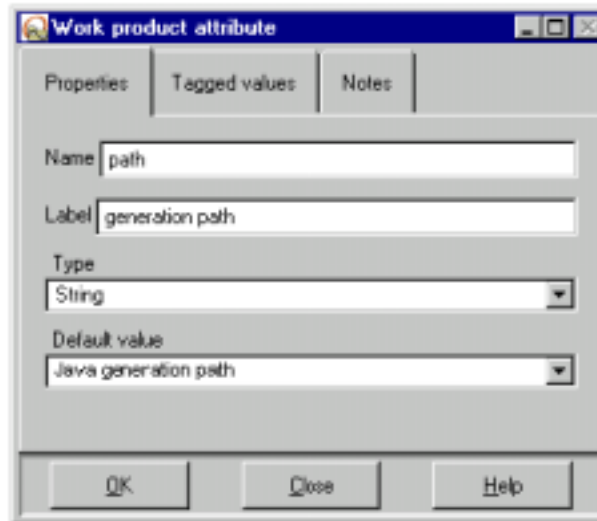 Work product attribute
Properties Tagged values Notes
Name path
Label generation path
Type
String
Default value
Java generation path
OK Close Help